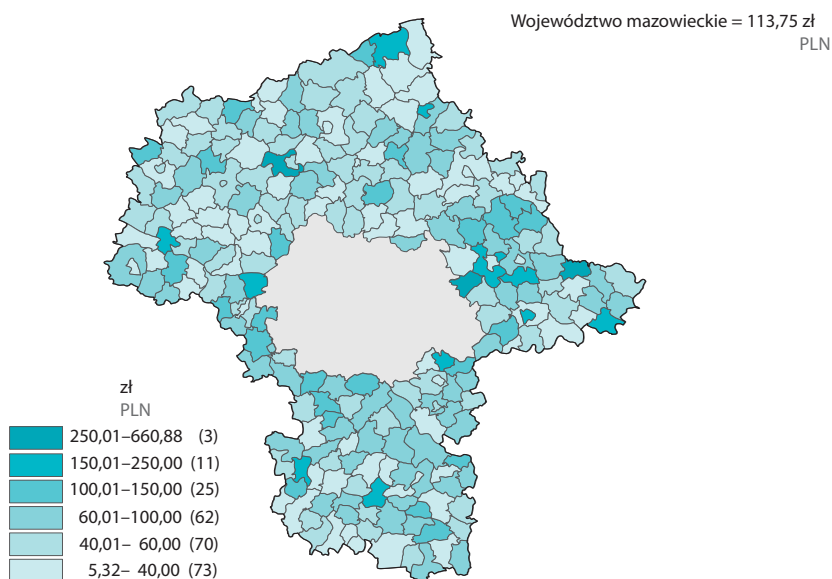 Województwo mazowieckie = 113,75 zł
PLN
zł
PLN
250,01–660,88 (3)
150,01–250,00 (11)
100,01–150,00 (25)
60,01–100,00 (62)
40,01– 60,00 (70)
5,32– 40,00 (73)